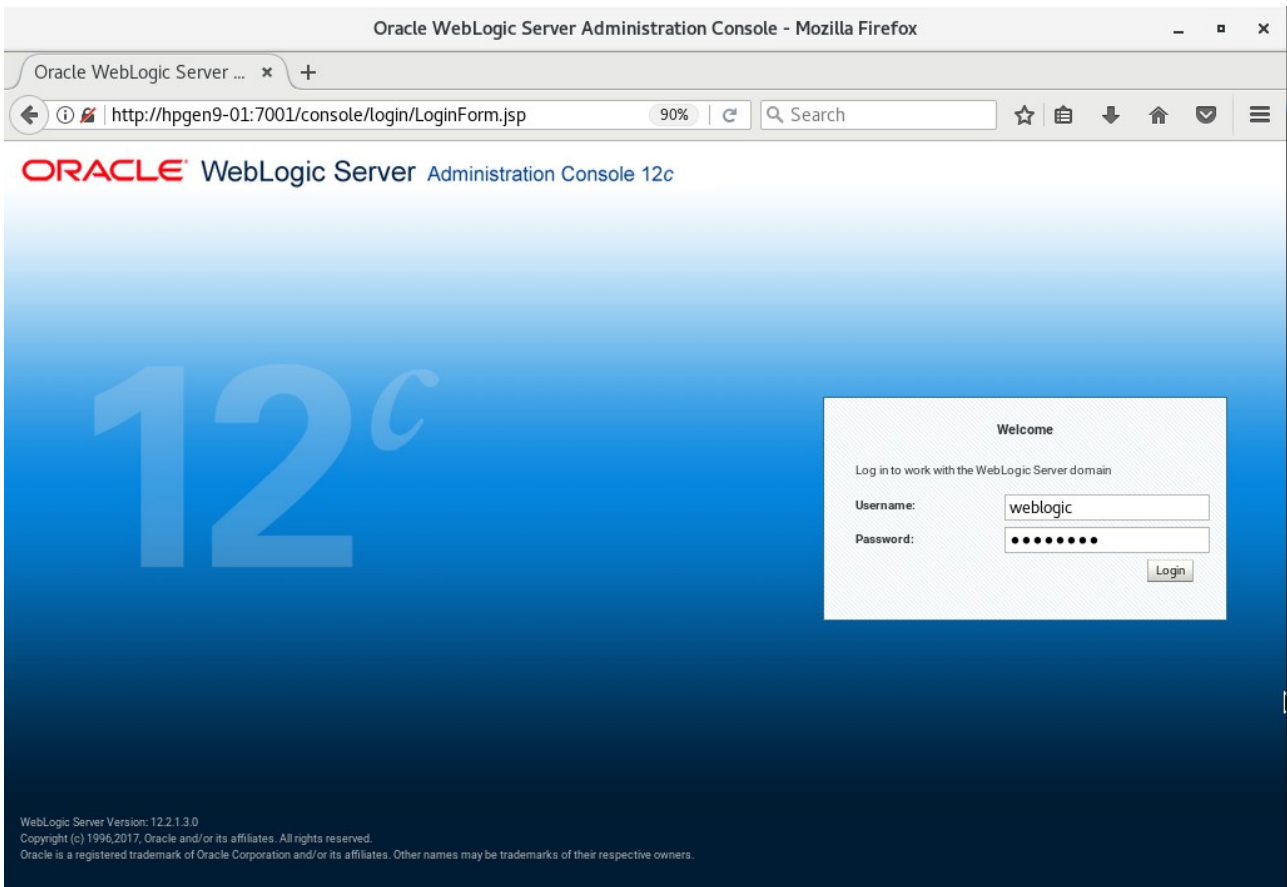 Oracle WebLogic Server Administration Console - Mozilla Firefox
Oracle WebLogic Server ...
http://hpgen9-01:7001/console/login/LoginForm.jsp 90% Search
ORACLE WebLogic Server Administration Console 12c
12c
Welcome
Log in to work with the WebLogic Server domain
Username: weblogic
Password: ●●●●●●●●
Login
WebLogic Server Version: 12.2.1.3.0
Copyright (c) 1996,2017, Oracle and/or its affiliates. All rights reserved.
Oracle is a registered trademark of Oracle Corporation and/or its affiliates. Other names may be trademarks of their respective owners.